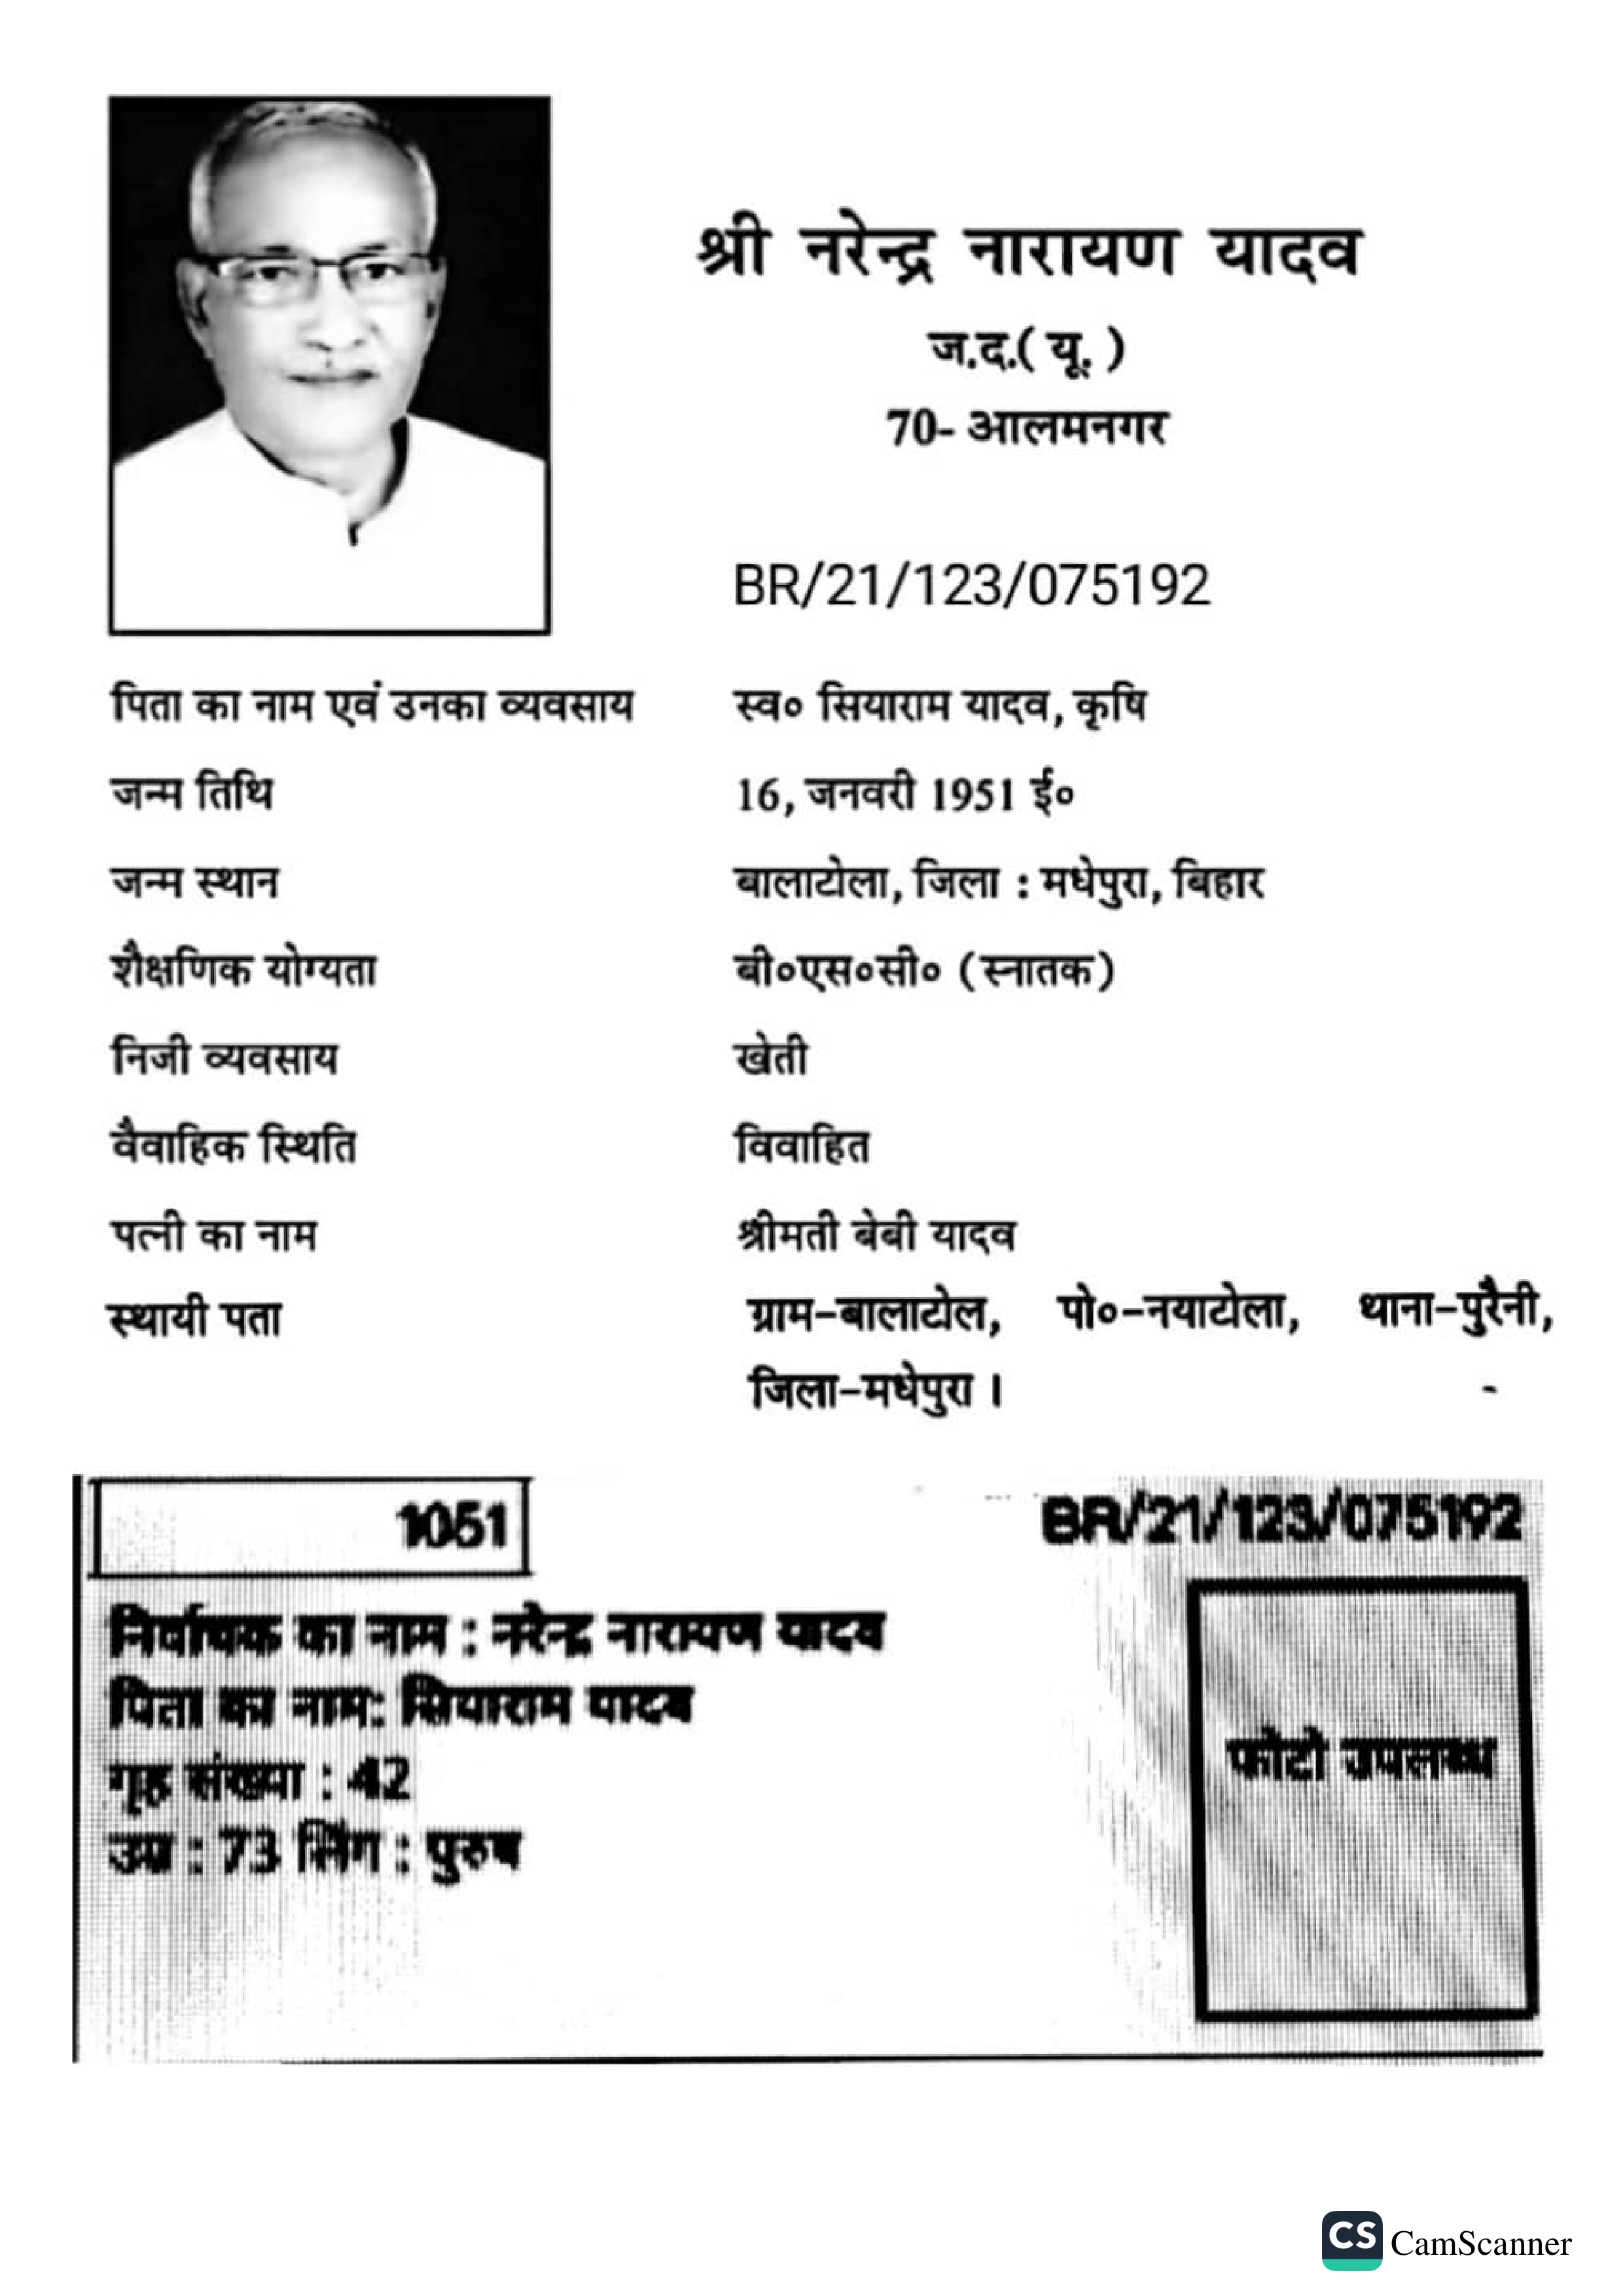 श्री नरेन्द्र नारायण यादव
ज.द.( यू. )
70- आलमनगर
BR/21/123/075192
पिता का नाम एवं उनका व्यवसाय स्व० सियाराम यादव, कृषि
जन्म तिथि 16, जनवरी 1951 ई०
जन्म स्थान बालाटोला, जिला : मधेपुरा, बिहार
शैक्षणिक योग्यता बी०एस०सी० (स्नातक)
निजी व्यवसाय खेती
वैवाहिक स्थिति विवाहित
पत्नी का नाम श्रीमती बेबी यादव
स्थायी पता ग्राम-बालाटोल, पो०-नयाटोला, थाना-पुरैनी,
जिला-मधेपुरा ।
1051 BR/21/123/075192
निर्वाचक का नाम : नरेन्द्र नारायण यादव
पिता का नाम: सियाराम यादव
गृह संख्या : 42
फोटो उपलब्ध
उम्र : 73 लिंग : पुरुष
CS CamScanner